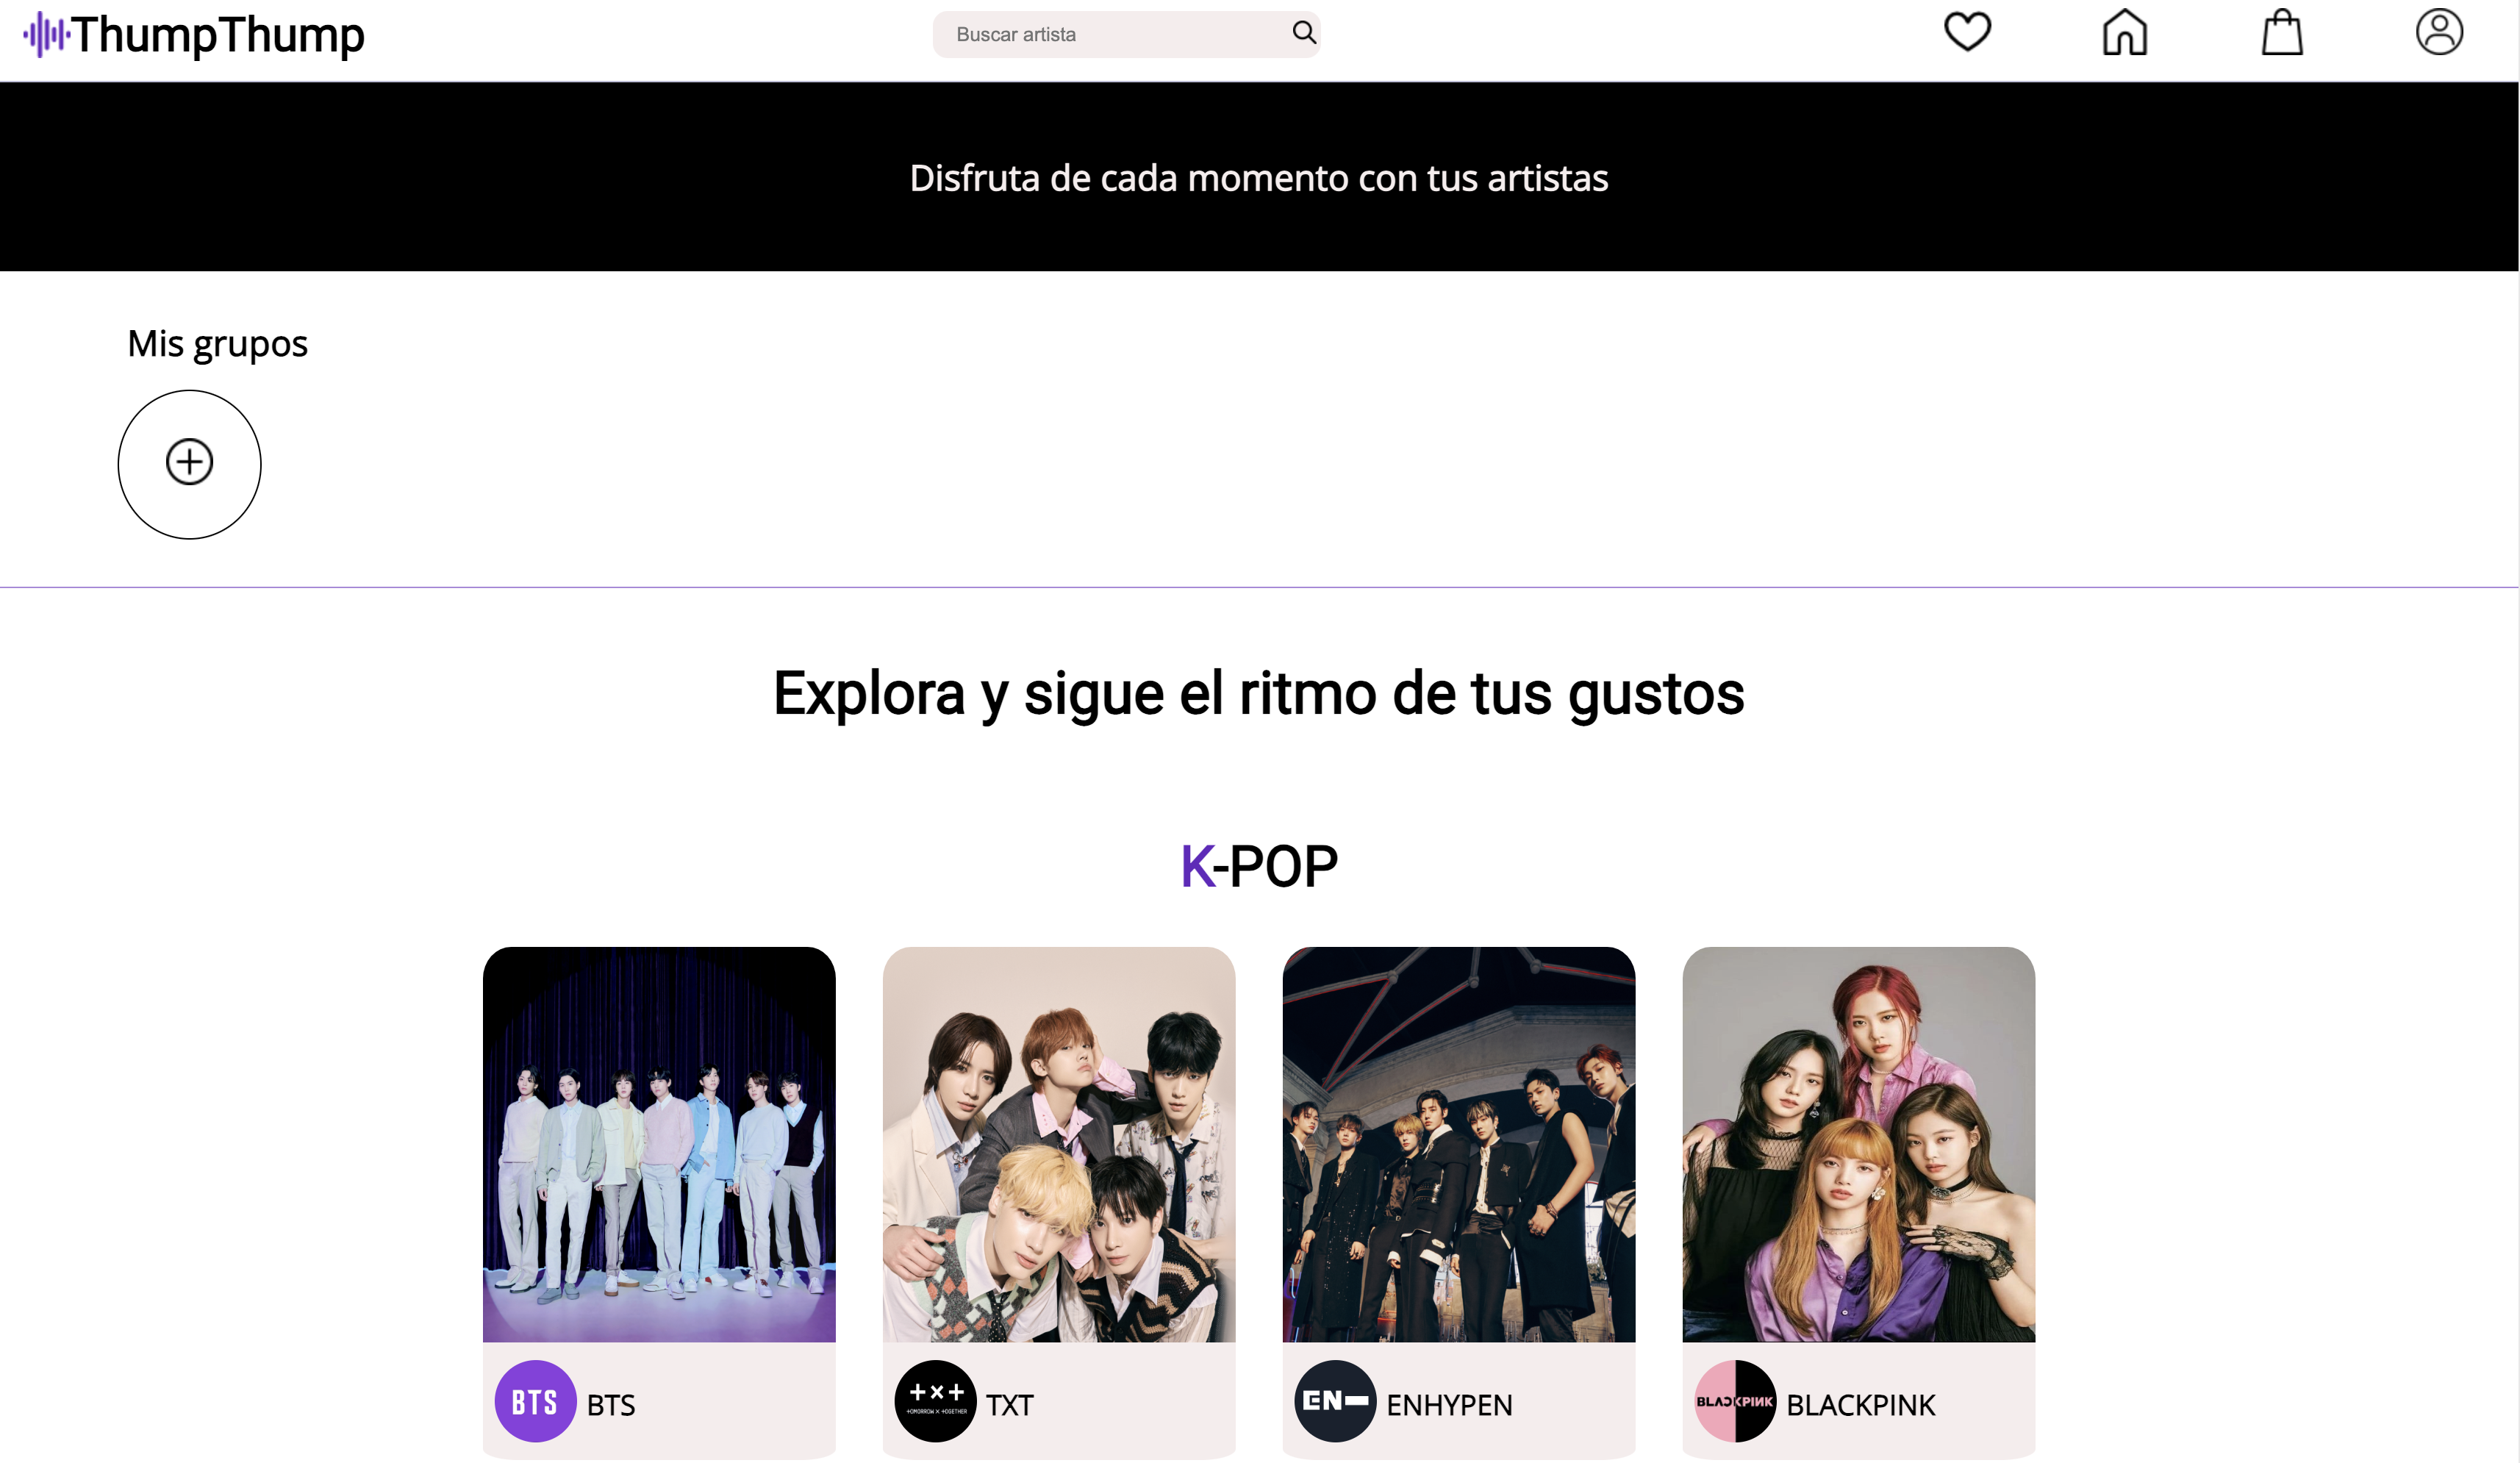 ThumpThump
Buscar artista
Disfruta de cada momento con tus artistas
Mis grupos
Explora y sigue el ritmo de tus gustos
K-POP
BTS
BTS
+×+
TOMORROW × TOGETHER
TXT
EN-
ENHYPEN
BLACKPINK
BLACKPINK